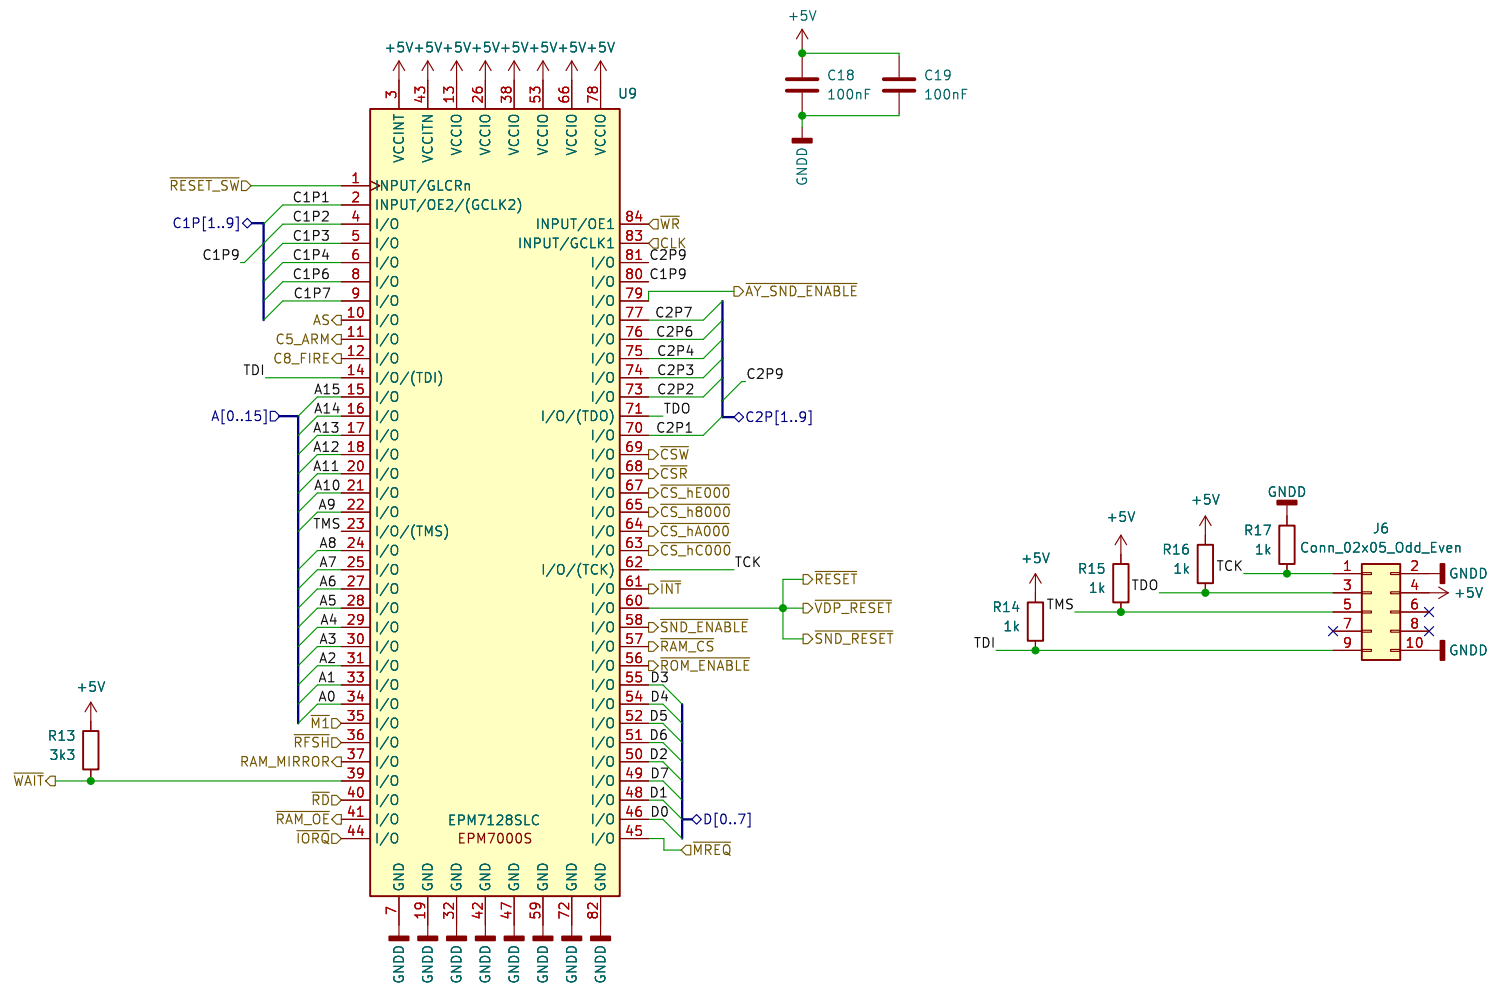 +5V
+5V
+5V
+5V
+5V
+5V
+5V
+5V
3
43
13
26
38
53
66
78
U9
VCCINT
VCCITN
VCCIO
VCCIO
VCCIO
VCCIO
VCCIO
VCCIO
RESET_SW
1
INPUT/GLCRn
C1P1
2
INPUT/OE2/(GCLK2)
C1P[1..9]
C1P2
4
I/O
C1P3
5
I/O
C1P9
C1P4
6
I/O
C1P6
8
I/O
C1P7
9
I/O
AS
10
I/O
C5_ARM
11
I/O
C8_FIRE
12
I/O
TDI
14
I/O/(TDI)
A15
15
I/O
A[0..15]
A14
16
I/O
A13
17
I/O
A12
18
I/O
A11
20
I/O
A10
21
I/O
A9
22
I/O
TMS
23
I/O/(TMS)
A8
24
I/O
A7
25
I/O
A6
27
I/O
A5
28
I/O
A4
29
I/O
A3
30
I/O
A2
31
I/O
A1
33
I/O
A0
34
I/O
M1
35
I/O
RFSH
36
I/O
RAM_MIRROR
37
I/O
+5V
R13
3k3
WAIT
39
I/O
RD
40
I/O
RAM_OE
41
I/O
IORQ
44
I/O
INPUT/OE1
84
WR
INPUT/GCLK1
83
CLK
I/O
81
C2P9
I/O
80
C1P9
I/O
79
AY_SND_ENABLE
I/O
77
C2P7
I/O
76
C2P6
I/O
75
C2P4
I/O
74
C2P3
C2P9
I/O
73
C2P2
I/O/(TDO)
71
TDO
C2P[1..9]
I/O
70
C2P1
I/O
69
CSW
I/O
68
CSR
I/O
67
CS_hE000
I/O
65
CS_h8000
I/O
64
CS_hA000
I/O
63
CS_hC000
I/O/(TCK)
62
TCK
I/O
61
INT
RESET
I/O
60
VDP_RESET
I/O
58
SND_ENABLE
SND_RESET
I/O
57
RAM_CS
I/O
56
ROM_ENABLE
I/O
55
D3
I/O
54
D4
I/O
52
D5
I/O
51
D6
I/O
50
D2
I/O
49
D7
I/O
48
D1
I/O
46
D0
D[0..7]
I/O
45
MREQ
EPM7128SLC
EPM7000S
GND
GND
GND
GND
GND
GND
GND
GND
7
19
32
42
47
59
72
82
GNDD
GNDD
GNDD
GNDD
GNDD
GNDD
GNDD
GNDD
+5V
C18
100nF
C19
100nF
GNDD
GNDD
R17
1k
+5V
R16
1k
TCK
+5V
R15
1k
TDO
+5V
R14
1k
TMS
TDI
J6
Conn_02x05_Odd_Even
1
2
GNDD
3
4
+5V
5
6
7
8
9
10
GNDD